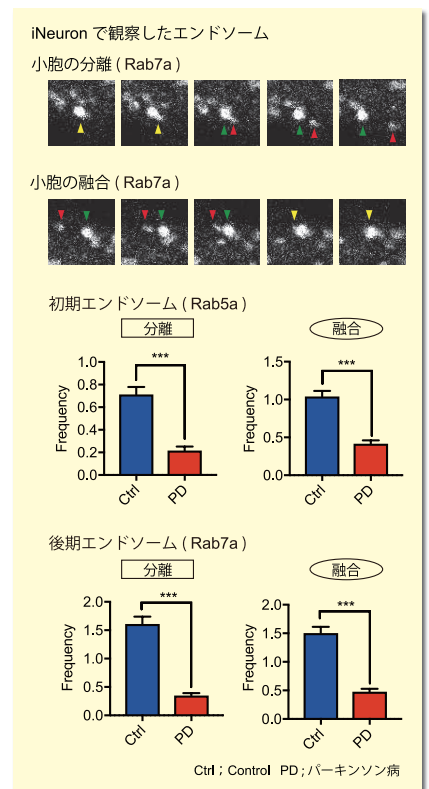 iNeuron で観察したエンドソーム
小胞の分離 ( Rab7a )
小胞の融合 ( Rab7a )
初期エンドソーム ( Rab5a )
分離
融合
***
***
Frequency
1.0
0.8
0.6
0.4
0.2
0.0
Ctrl
PD
Frequency
1.5
1.0
0.5
0.0
Ctrl
PD
後期エンドソーム ( Rab7a )
分離
融合
***
***
Frequency
2.0
1.5
1.0
0.5
0.0
Ctrl
PD
Frequency
2.0
1.5
1.0
0.5
0.0
Ctrl
PD
Ctrl ; Control PD ; パーキンソン病